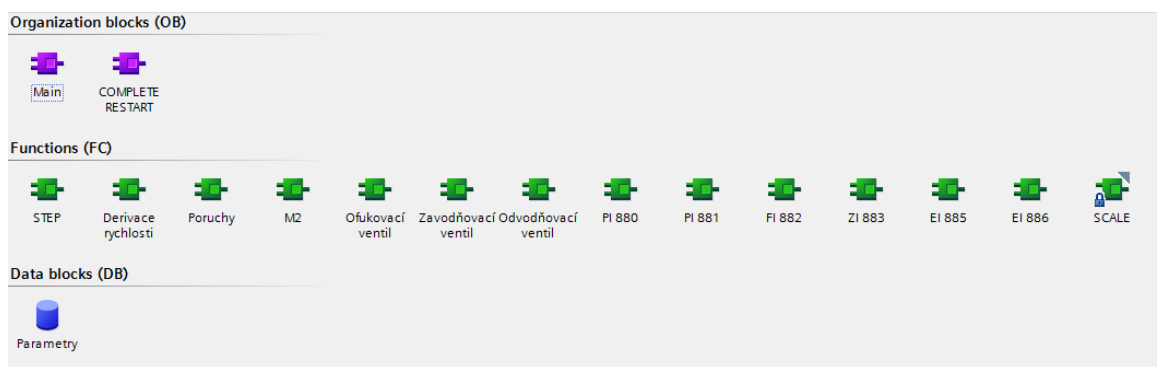 Organization blocks (OB)
Main
COMPLETE
RESTART
Functions (FC)
STEP
Derivace
rychlosti
Poruchy
M2
Ofukovací
ventil
Zavodňovací
ventil
Odvodňovací
ventil
PI 880
PI 881
FI 882
ZI 883
EI 885
EI 886
SCALE
Data blocks (DB)
Parametry